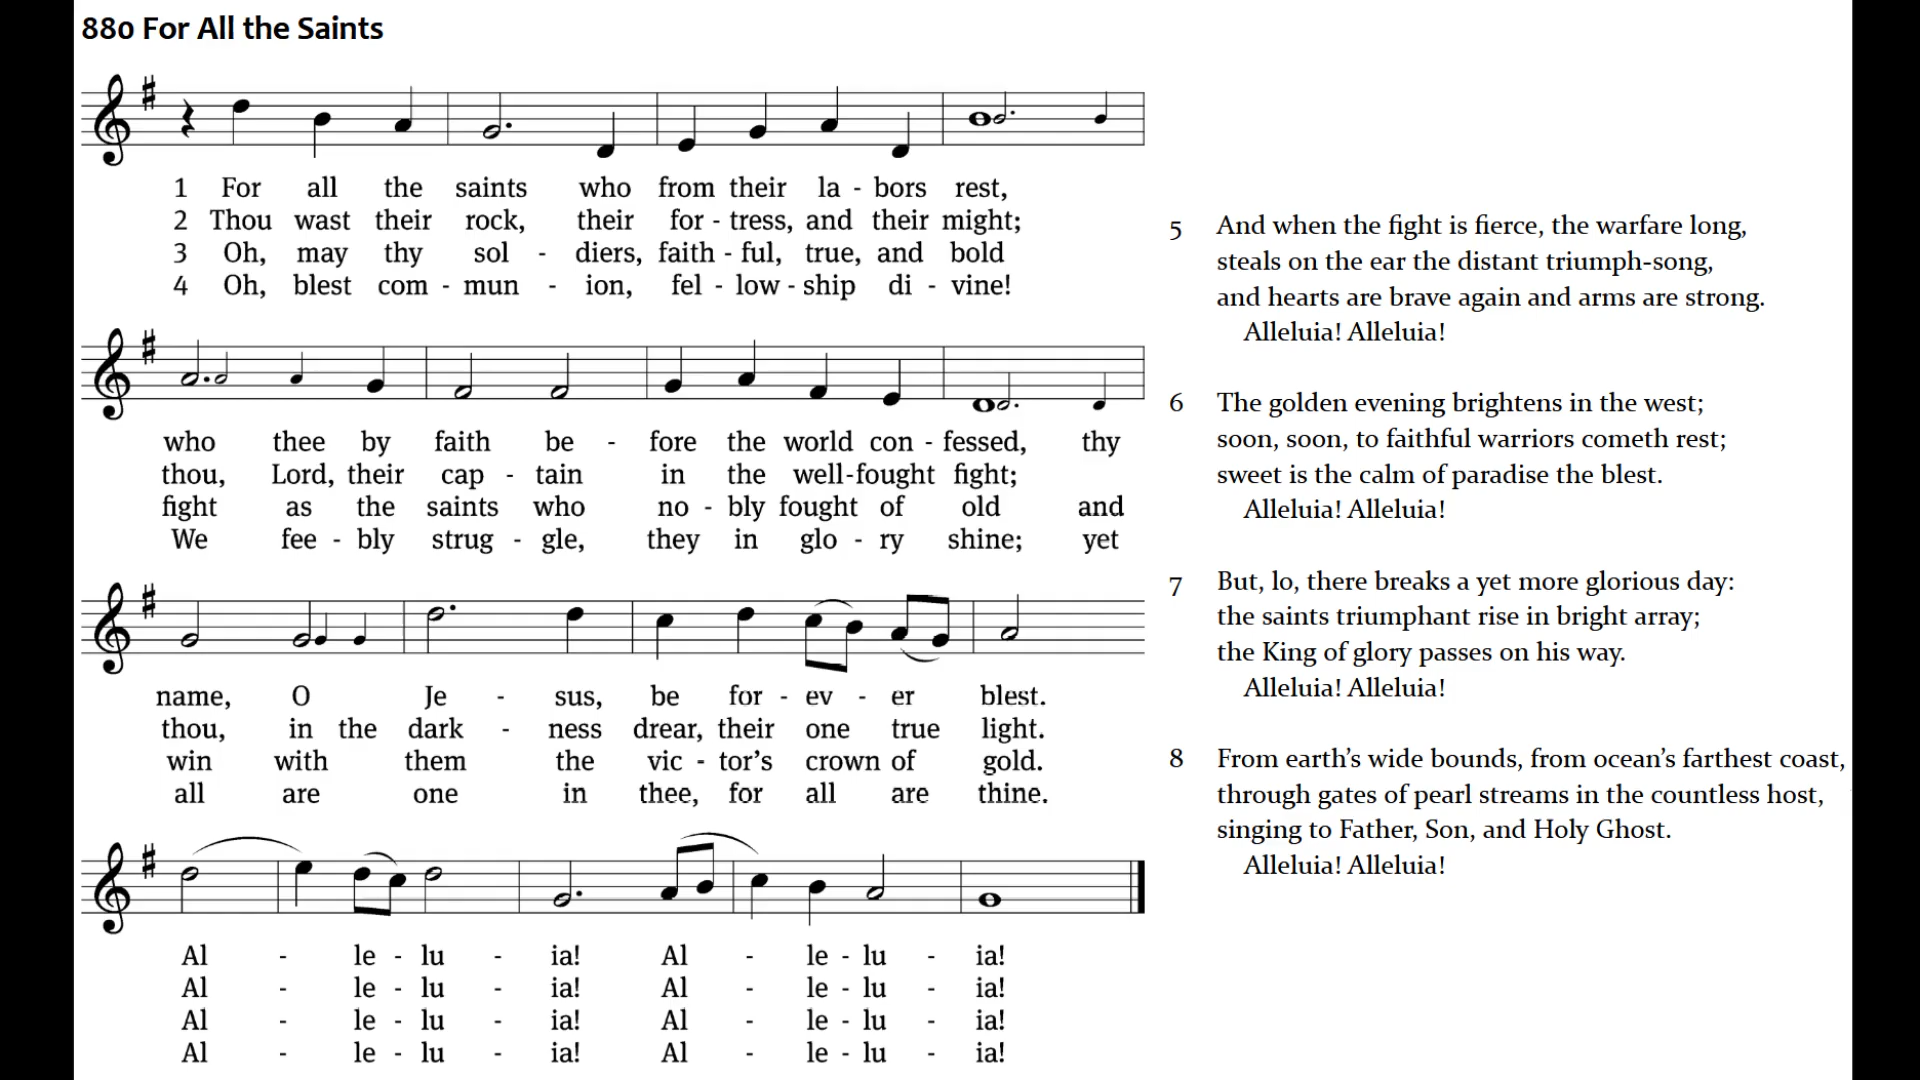 880 For All the Saints
1 For all the saints who from their la - bors rest,
2 Thou wast their rock, their for - tress, and their might;
3 Oh, may thy sol - diers, faith - ful, true, and bold
4 Oh, blest com - mun - ion, fel - low - ship di - vine!
who thee by faith be - fore the world con - fessed, thy
thou, Lord, their cap - tain in the well-fought fight;
fight as the saints who no - bly fought of old and
We fee - bly strug - gle, they in glo - ry shine; yet
name, O Je - sus, be for - ev - er blest.
thou, in the dark - ness drear, their one true light.
win with them the vic - tor's crown of gold.
all are one in thee, for all are thine.
Al - le - lu - ia! Al - le - lu - ia!
Al - le - lu - ia! Al - le - lu - ia!
Al - le - lu - ia! Al - le - lu - ia!
Al - le - lu - ia! Al - le - lu - ia!
5 And when the fight is fierce, the warfare long,
steals on the ear the distant triumph-song,
and hearts are brave again and arms are strong.
Alleluia! Alleluia!
6 The golden evening brightens in the west;
soon, soon, to faithful warriors cometh rest;
sweet is the calm of paradise the blest.
Alleluia! Alleluia!
7 But, lo, there breaks a yet more glorious day:
the saints triumphant rise in bright array;
the King of glory passes on his way.
Alleluia! Alleluia!
8 From earth's wide bounds, from ocean's farthest coast,
through gates of pearl streams in the countless host,
singing to Father, Son, and Holy Ghost.
Alleluia! Alleluia!